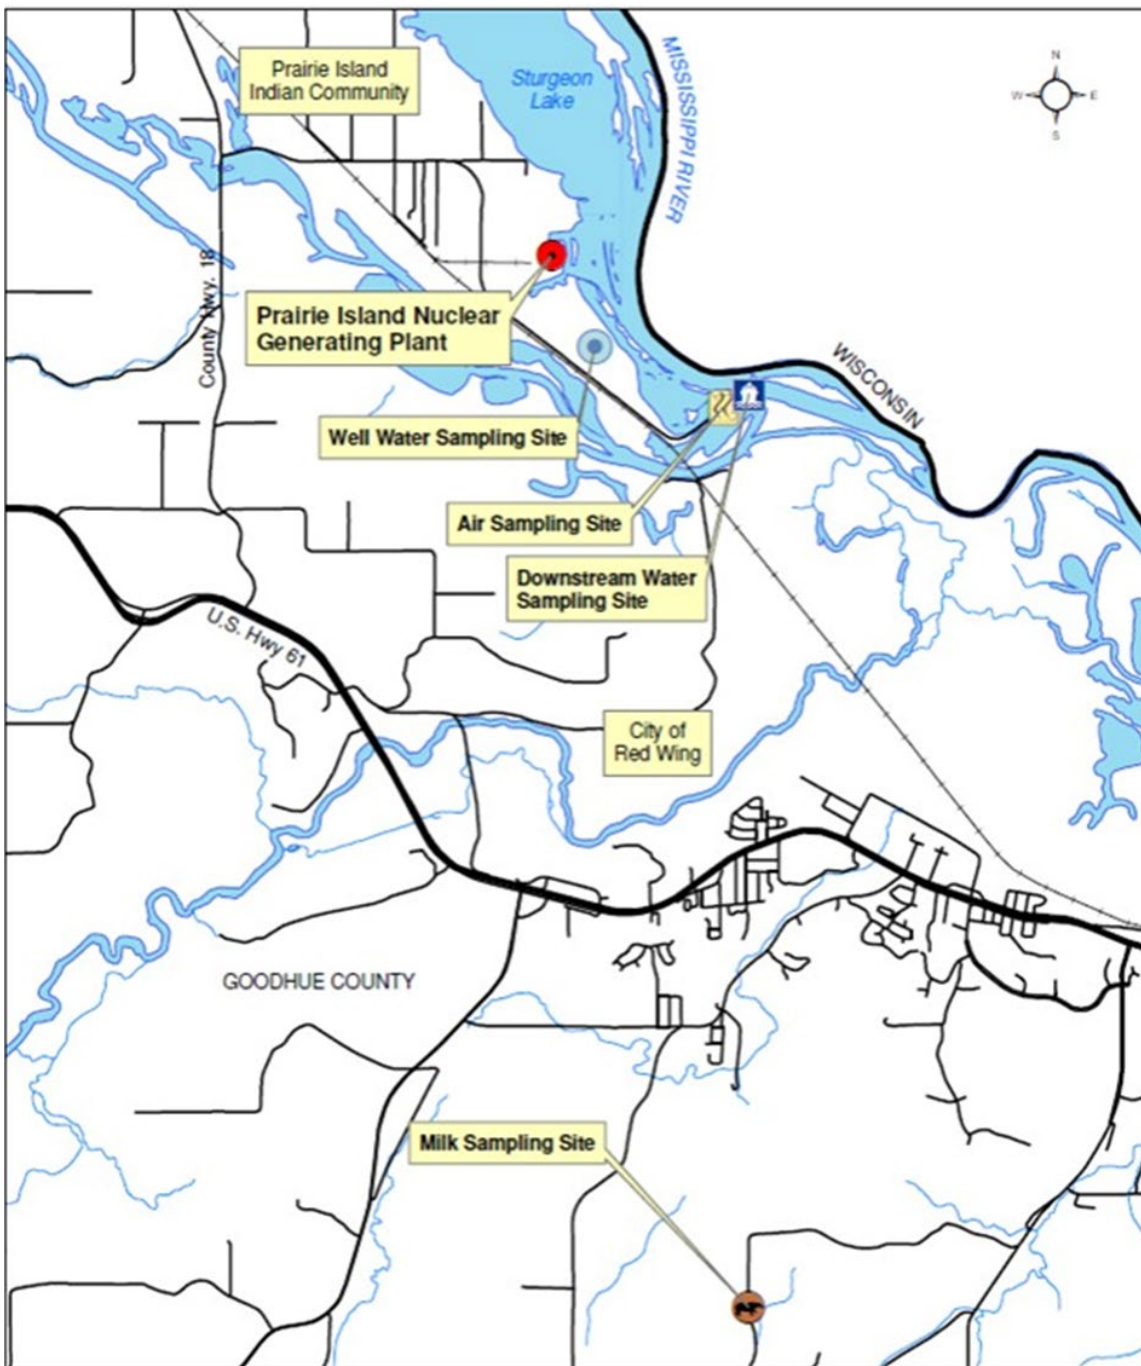 Prairie Island
Indian Community
Sturgeon
Lake
MISSISSIPPI RIVER
N
W
E
S
County Hwy. 18
Prairie Island Nuclear
Generating Plant
WISCONSIN
Well Water Sampling Site
Air Sampling Site
Downstream Water
Sampling Site
U.S. Hwy 61
City of
Red Wing
GOODHUE COUNTY
Milk Sampling Site